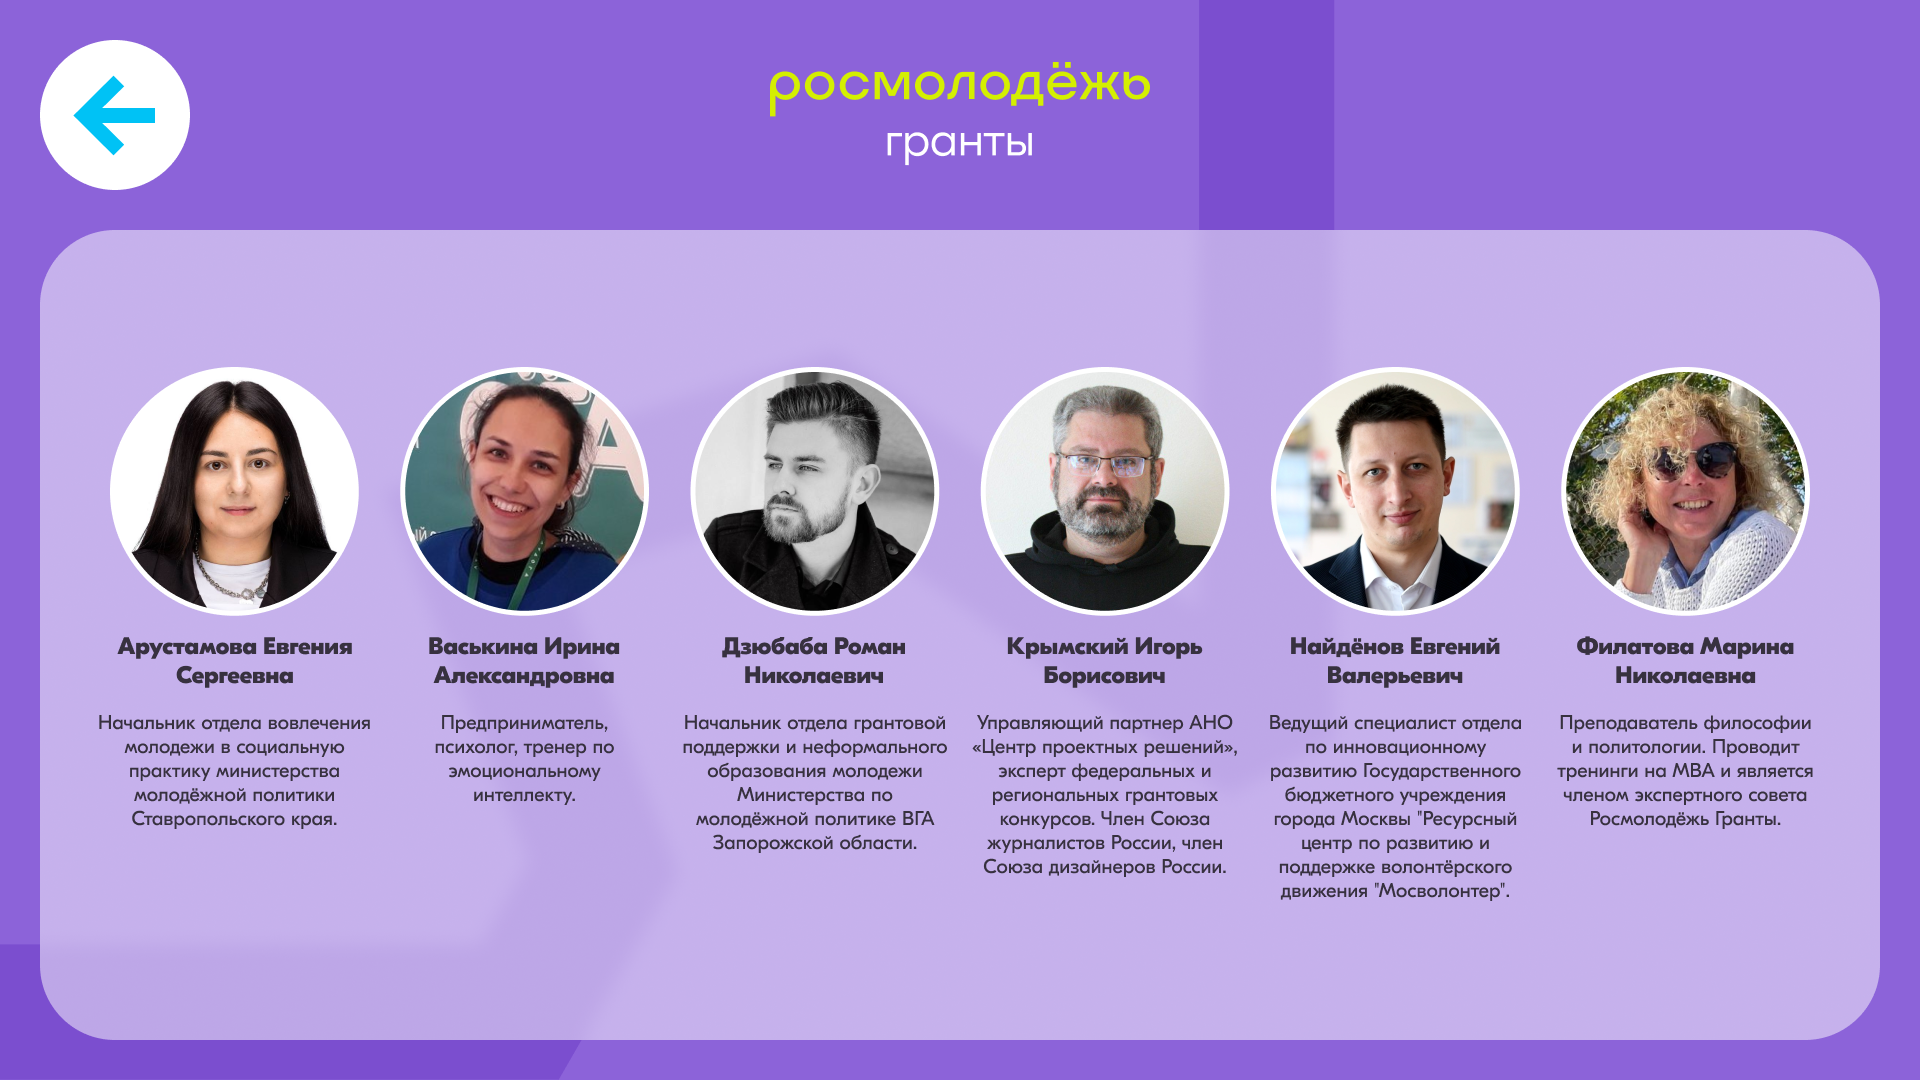 росмолодёжь
гранты
Арустамова Евгения
Сергеевна
Начальник отдела вовлечения
молодежи в социальную
практику министерства
молодёжной политики
Ставропольского края.
Васькина Ирина
Александровна
Предприниматель,
психолог, тренер по
эмоциональному
интеллекту.
Дзюбаба Роман
Николаевич
Начальник отдела грантовой
поддержки и неформального
образования молодежи
Министерства по
молодёжной политике ВГА
Запорожской области.
Крымский Игорь
Борисович
Управляющий партнер АНО
«Центр проектных решений»,
эксперт федеральных и
региональных грантовых
конкурсов. Член Союза
журналистов России, член
Союза дизайнеров России.
Найдёнов Евгений
Валерьевич
Ведущий специалист отдела
по инновационному
развитию Государственного
бюджетного учреждения
города Москвы "Ресурсный
центр по развитию и
поддержке волонтёрского
движения "Мосволонтер".
Филатова Марина
Николаевна
Преподаватель философии
и политологии. Проводит
тренинги на MBA и является
членом экспертного совета
Росмолодёжь Гранты.